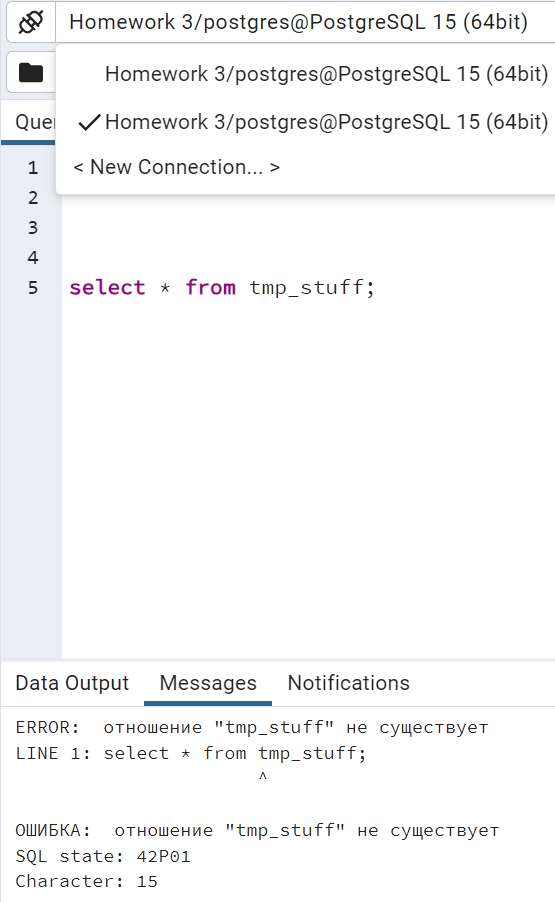 Homework 3/postgres@PostgreSQL 15 (64bit)
Homework 3/postgres@PostgreSQL 15 (64bit)
Homework 3/postgres@PostgreSQL 15 (64bit)
< New Connection... >
Que
1
2
3
4
5 select * from tmp_stuff;
Data Output Messages Notifications
ERROR: отношение "tmp_stuff" не существует
LINE 1: select * from tmp_stuff;
^
ОШИБКА: отношение "tmp_stuff" не существует
SQL state: 42P01
Character: 15